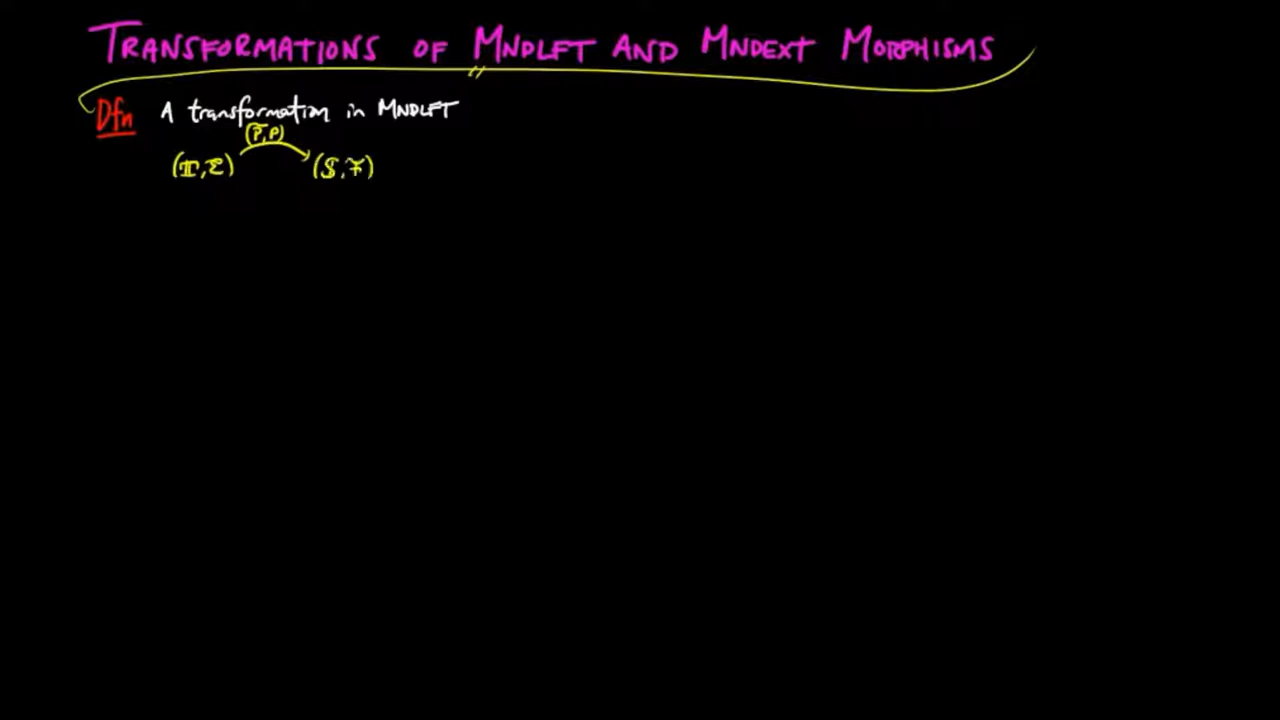 TRANSFORMATIONS OF MNDLFT AND MNDEXT MORPHISMS
Dfn A transformation in MNDLFT
(P̄, P)
(𝕋, ℰ) (𝕊, ℱ)